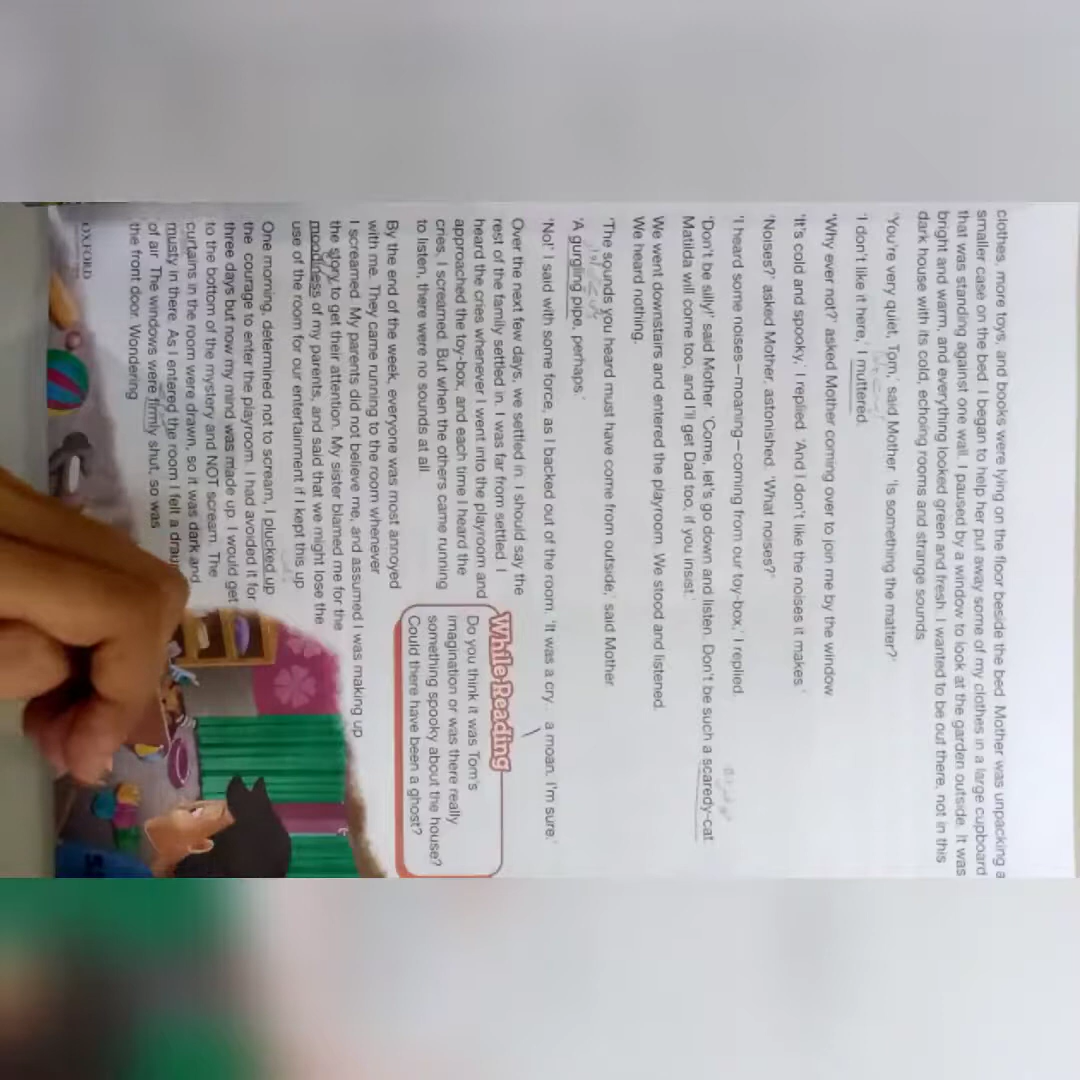 clothes, more toys, and books were lying on the floor beside the bed. Mother was unpacking a
smaller case on the bed. I began to help her put away some of my clothes in a large cupboard
that was standing against one wall. I paused by a window to look at the garden outside. It was
bright and warm, and everything looked green and fresh. I wanted to be out there, not in this
dark house with its cold, echoing rooms and strange sounds.
'You're very quiet, Tom,' said Mother. 'Is something the matter?'
'I don't like it here,' I muttered.
'Why ever not?' asked Mother coming over to join me by the window.
'It's cold and spooky,' I replied. 'And I don't like the noises it makes.'
'Noises?' asked Mother, astonished. 'What noises?'
'I heard some noises—moaning—coming from our toy-box,' I replied.
'Don't be silly!' said Mother. 'Come, let's go down and listen. Don't be such a scaredy-cat.
Matilda will come too, and I'll get Dad too, if you insist.'
We went downstairs and entered the playroom. We stood and listened.
We heard nothing.
'The sounds you heard must have come from outside,' said Mother.
'A gurgling pipe, perhaps.'
'No!' I said with some force, as I backed out of the room. 'It was a cry. a moan. I'm sure.'
Over the next few days, we settled in. I should say the
rest of the family settled in. I was far from settled. I
heard the cries whenever I went into the playroom and
approached the toy-box, and each time I heard the
cries, I screamed. But when the others came running
to listen, there were no sounds at all.
While Reading
Do you think it was Tom's
imagination or was there really
something spooky about the house?
Could there have been a ghost?
By the end of the week, everyone was most annoyed
with me. They came running to the room whenever
I screamed. My parents did not believe me, and assumed I was making up
the story to get their attention. My sister blamed me for the
moodiness of my parents, and said that we might lose the
use of the room for our entertainment if I kept this up.
One morning, determined not to scream, I plucked up
the courage to enter the playroom. I had avoided it for
three days but now my mind was made up. I would get
to the bottom of the mystery and NOT scream. The
curtains in the room were drawn, so it was dark and
musty in there. As I entered the room I felt a
of air. The windows were firmly shut, so was
the front door. Wondering
OXFORD